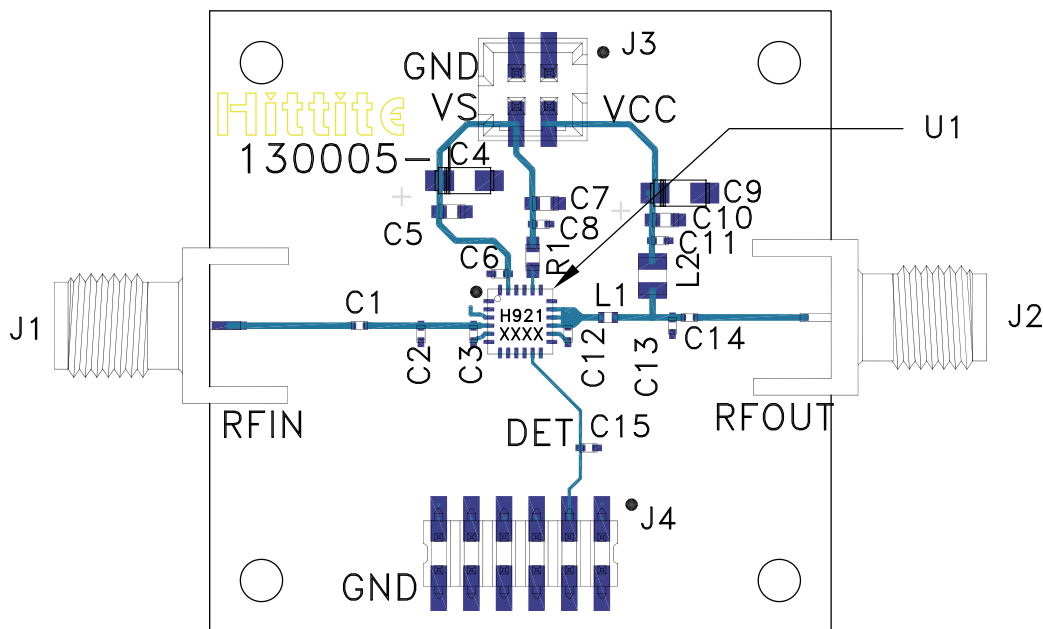 J3
GND
Hittite
VS
VCC
U1
130005-
C4
C7
C9
C5
C8
C10
C11
C6
R1
L2
J1
C1
H921
XXXX
L1
J2
C2
C3
C12
C13
C14
RFIN
DET
C15
RFOUT
J4
GND